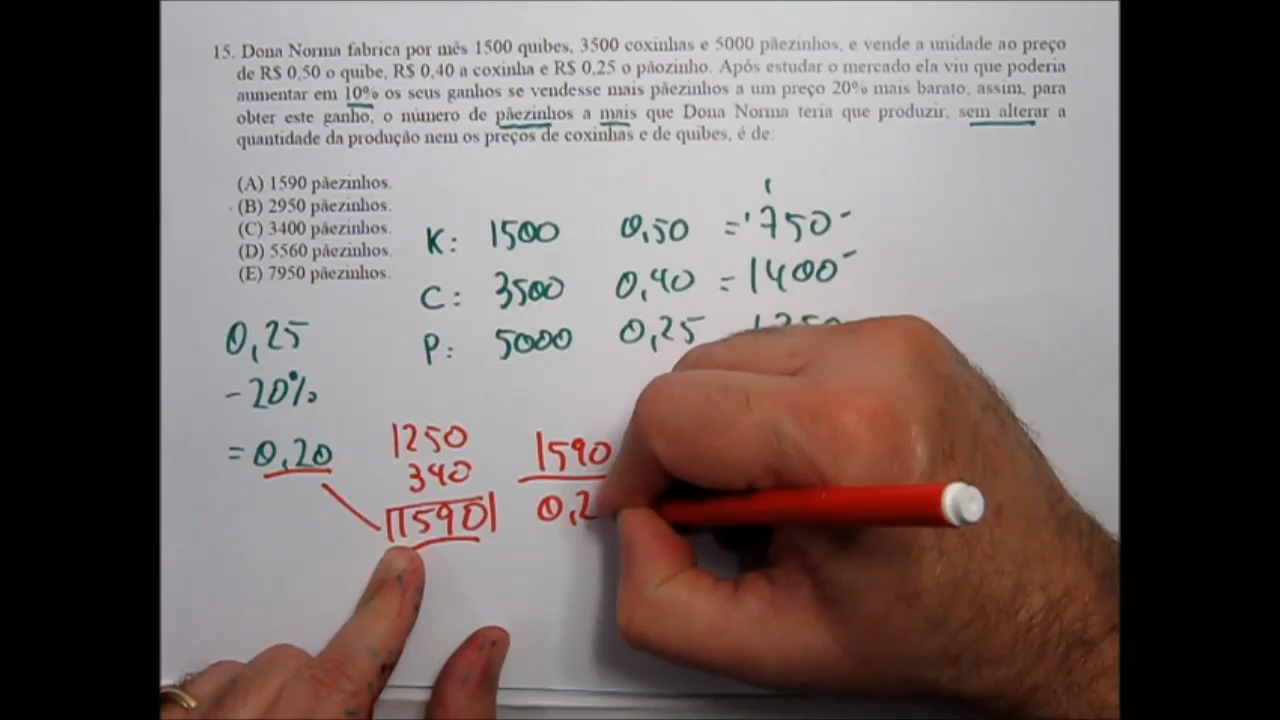 15. Dona Norma fabrica por mês 1500 quibes, 3500 coxinhas e 5000 pãezinhos, e vende a unidade ao preço
de R$ 0,50 o quibe, R$ 0,40 a coxinha e R$ 0,25 o pãozinho. Após estudar o mercado ela viu que poderia
aumentar em 10% os seus ganhos se vendesse mais pãezinhos a um preço 20% mais barato, assim, para
obter este ganho, o número de pãezinhos a mais que Dona Norma teria que produzir, sem alterar a
quantidade da produção nem os preços de coxinhas e de quibes, é de:
(A) 1590 pãezinhos.
(B) 2950 pãezinhos.
(C) 3400 pãezinhos.
(D) 5560 pãezinhos.
(E) 7950 pãezinhos.
K: 1500 0,50 = 750
C: 3500 0,40 = 1400
P: 5000 0,25
0,25
- 20%
= 0,20
1250
340
1590
1590
0,2